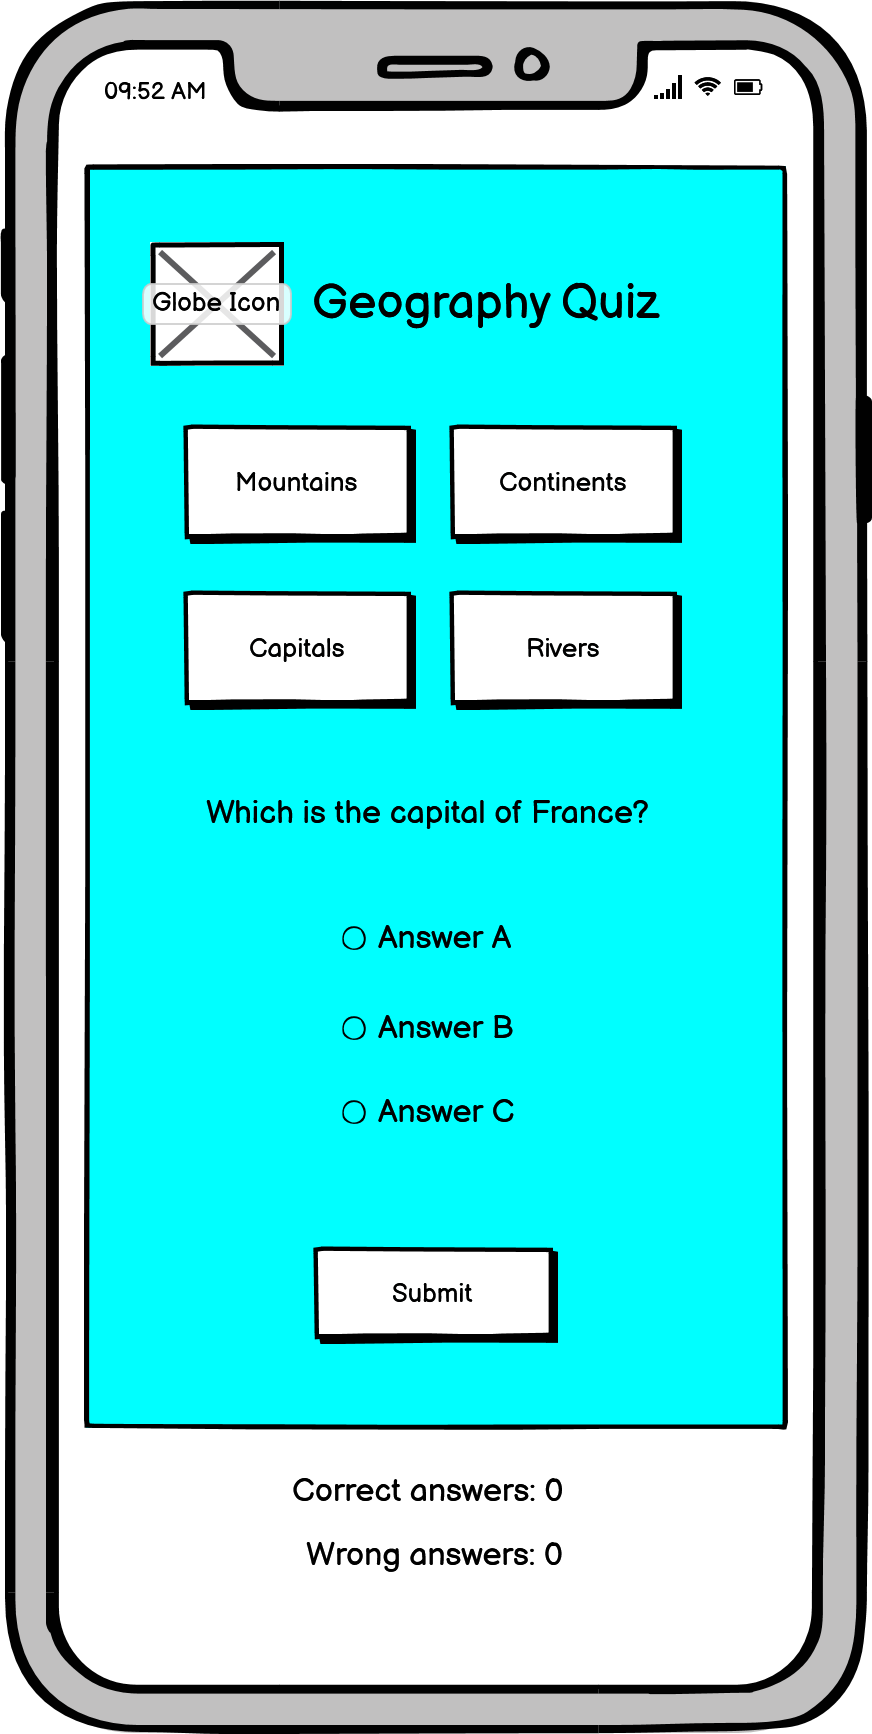 09:52 AM
Globe Icon
Geography Quiz
Mountains
Continents
Capitals
Rivers
Which is the capital of France?
Answer A
Answer B
Answer C
Submit
Correct answers: 0
Wrong answers: 0